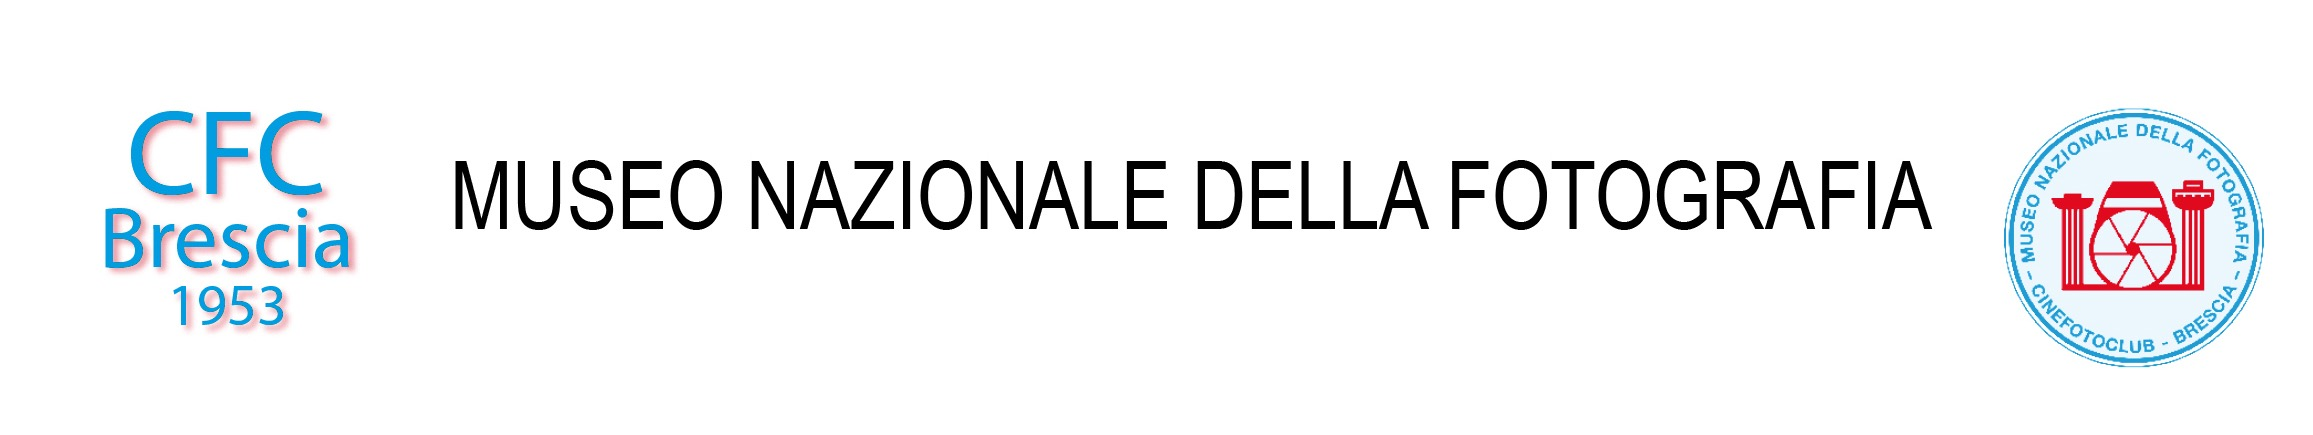 CFC
Brescia
1953
MUSEO NAZIONALE DELLA FOTOGRAFIA
MUSEO NAZIONALE DELLA FOTOGRAFIA -
- CINEFOTOCLUB - BRESCIA